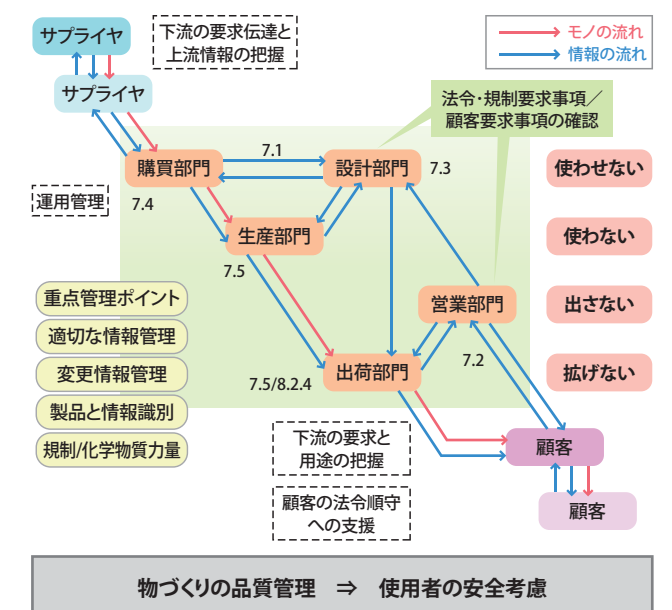 サプライヤ
下流の要求伝達と
上流情報の把握
モノの流れ
情報の流れ
サプライヤ
法令・規制要求事項／
顧客要求事項の確認
購買部門
7.1
設計部門
7.3
使わせない
運用管理
7.4
生産部門
使わない
7.5
重点管理ポイント
営業部門
出さない
適切な情報管理
7.2
変更情報管理
7.5/8.2.4
出荷部門
拡げない
製品と情報識別
規制/化学物質力量
下流の要求と
用途の把握
顧客
顧客の法令順守
への支援
顧客
物づくりの品質管理　⇒　使用者の安全考慮